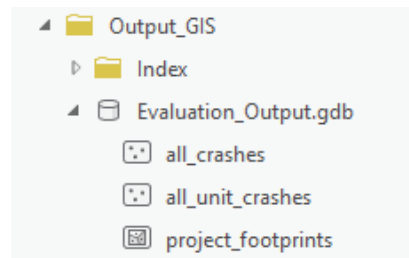 Output_GIS
Index
Evaluation_Output.gdb
all_crashes
all_unit_crashes
project_footprints